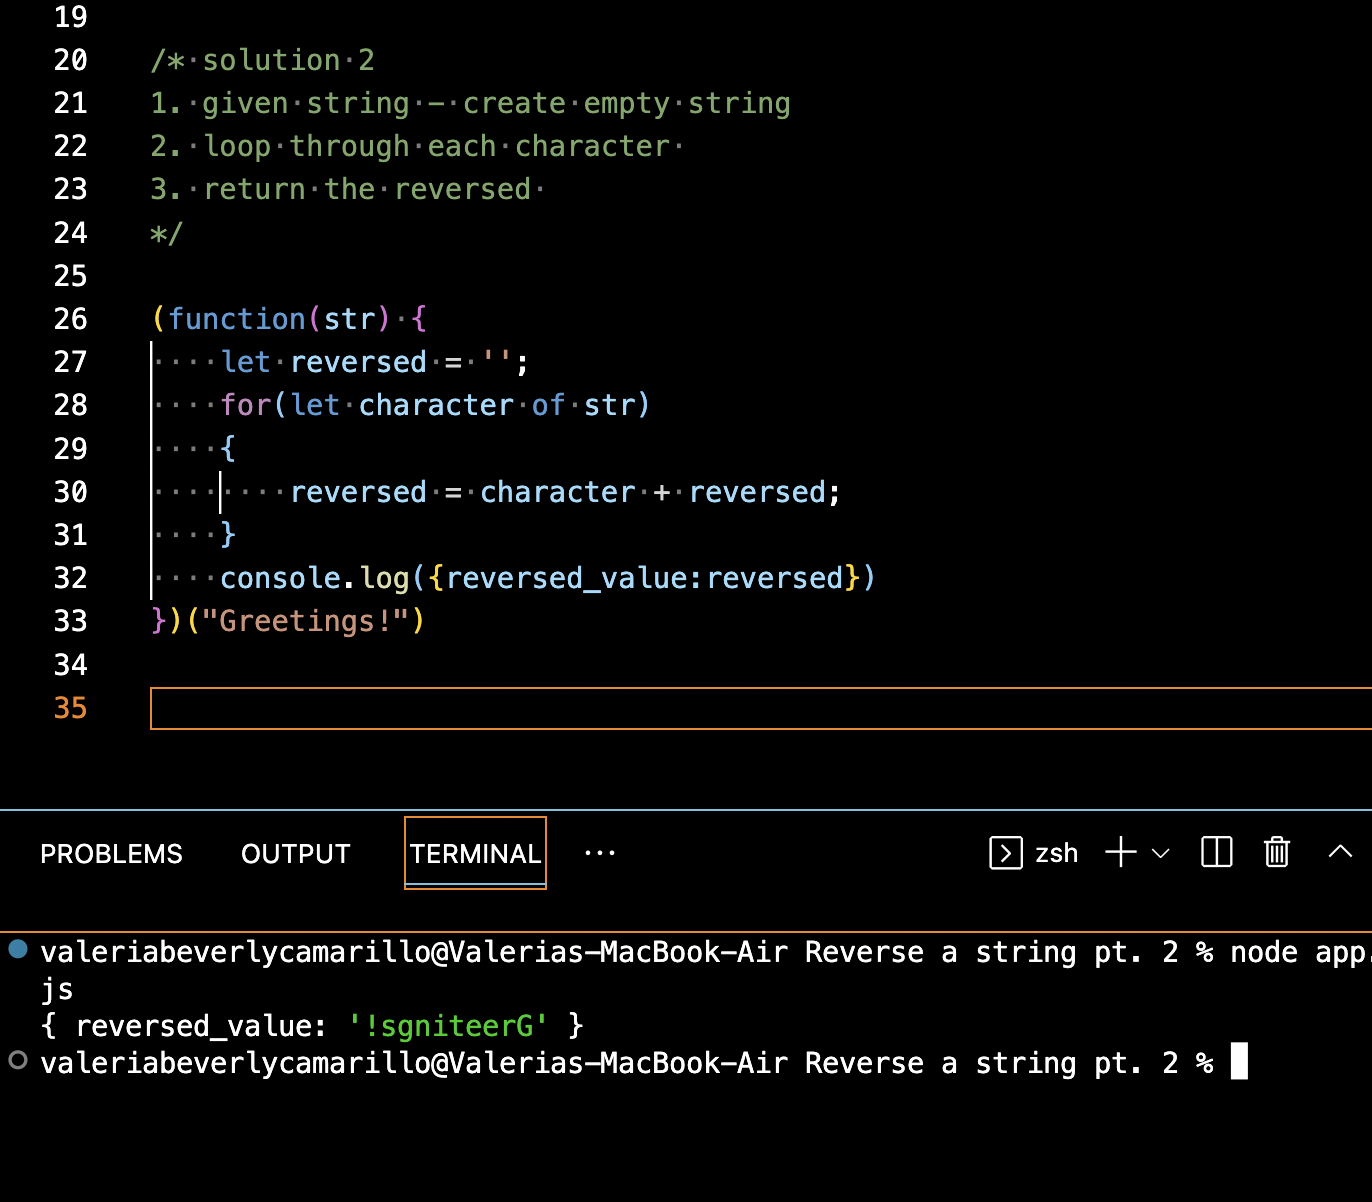 19
20 /* solution 2
21 1. given string - create empty string
22 2. loop through each character
23 3. return the reversed
24 */
25
26 (function(str) {
27     let reversed = '';
28     for(let character of str)
29     {
30         reversed = character + reversed;
31     }
32     console.log({reversed_value:reversed})
33 })("Greetings!")
34
35
PROBLEMS OUTPUT TERMINAL ... zsh
valeriabeverlycamarillo@Valerias-MacBook-Air Reverse a string pt. 2 % node app.
js
{ reversed_value: '!sgniteerG' }
valeriabeverlycamarillo@Valerias-MacBook-Air Reverse a string pt. 2 %